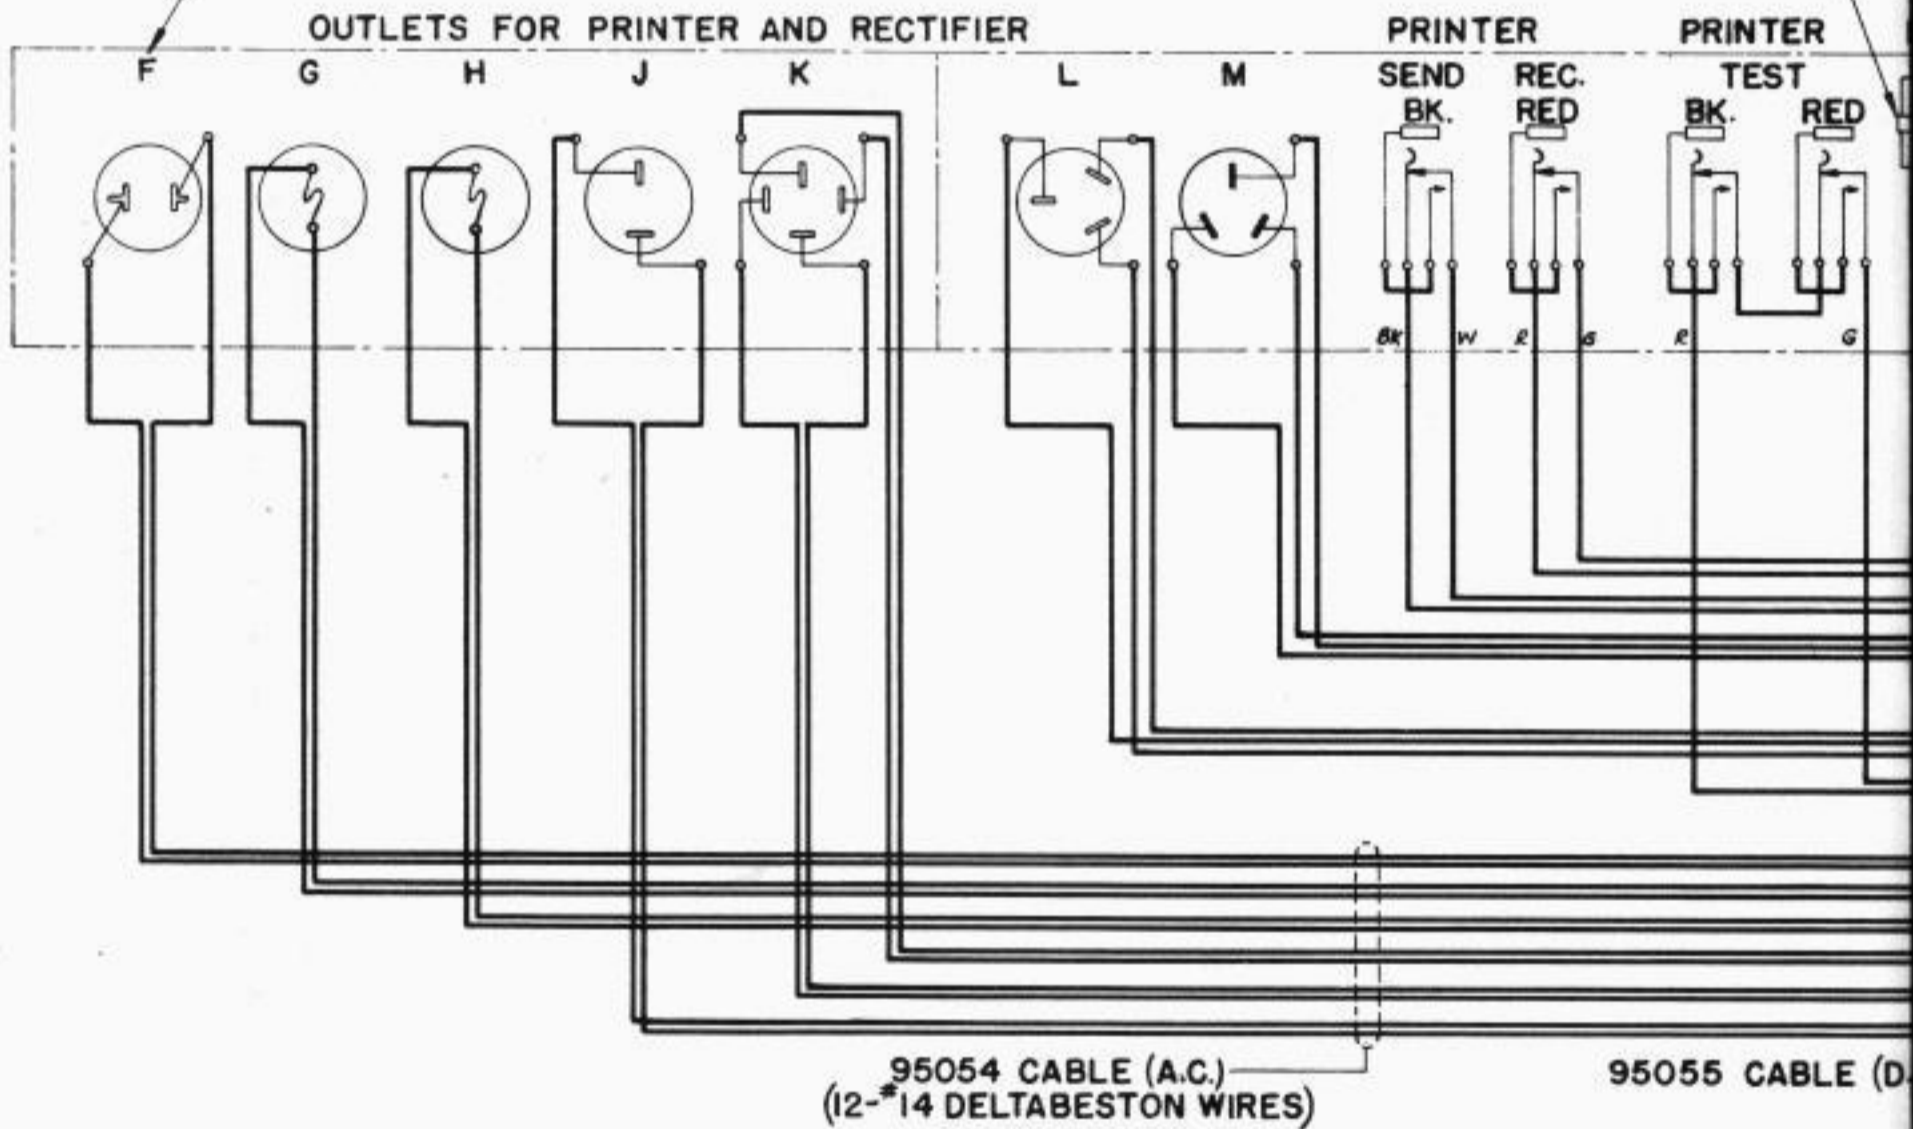 OUTLETS FOR PRINTER AND RECTIFIER
PRINTER
PRINTER
F G H J K L M
SEND REC. TEST
BK. RED BK. RED
BK W R G R G
95054 CABLE (A.C.)
(12-#14 DELTABESTON WIRES)
95055 CABLE (D.